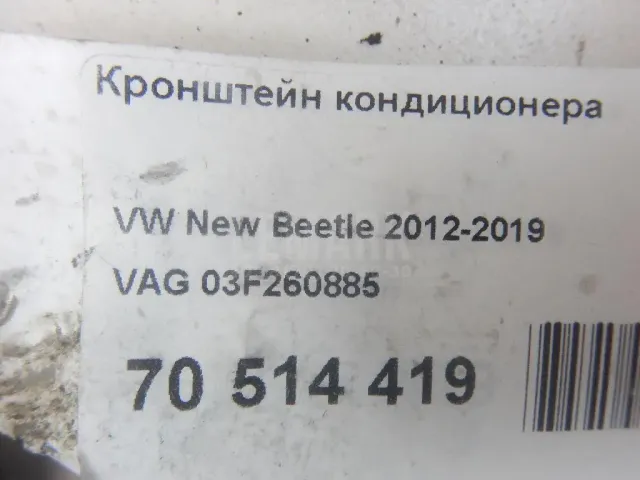 Кронштейн кондиционера
VW New Beetle 2012-2019
VAG 03F260885
70 514 419